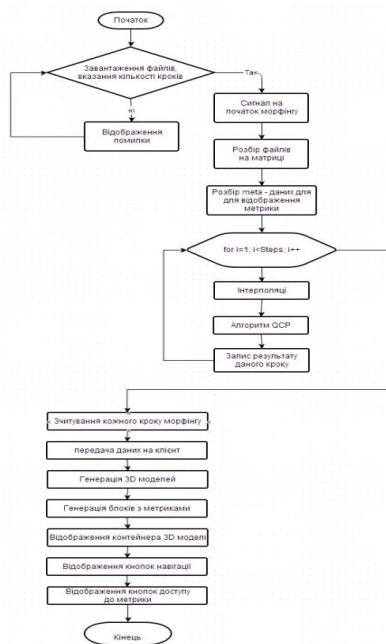 Початок
Завантаження файлів,
вказання кількості кроків
Так
ні
Відображення
помилки
Сигнал на
початок морфінгу
Розбір файлів
на матриці
Розбір meta - даних для
для відображення
метрики
for i=1; i<Steps; i++
Інтерполяці
Алгоритм QCP
Запис результату
даного кроку
Зчитування кожного кроку морфінгу
передача даних на клієнт
Генерація 3D моделей
Генерація блоків з метриками
Відображення контейнера 3D моделі
Відображення кнопок навігації
Відображення кнопок доступу
до метрики
Кінець